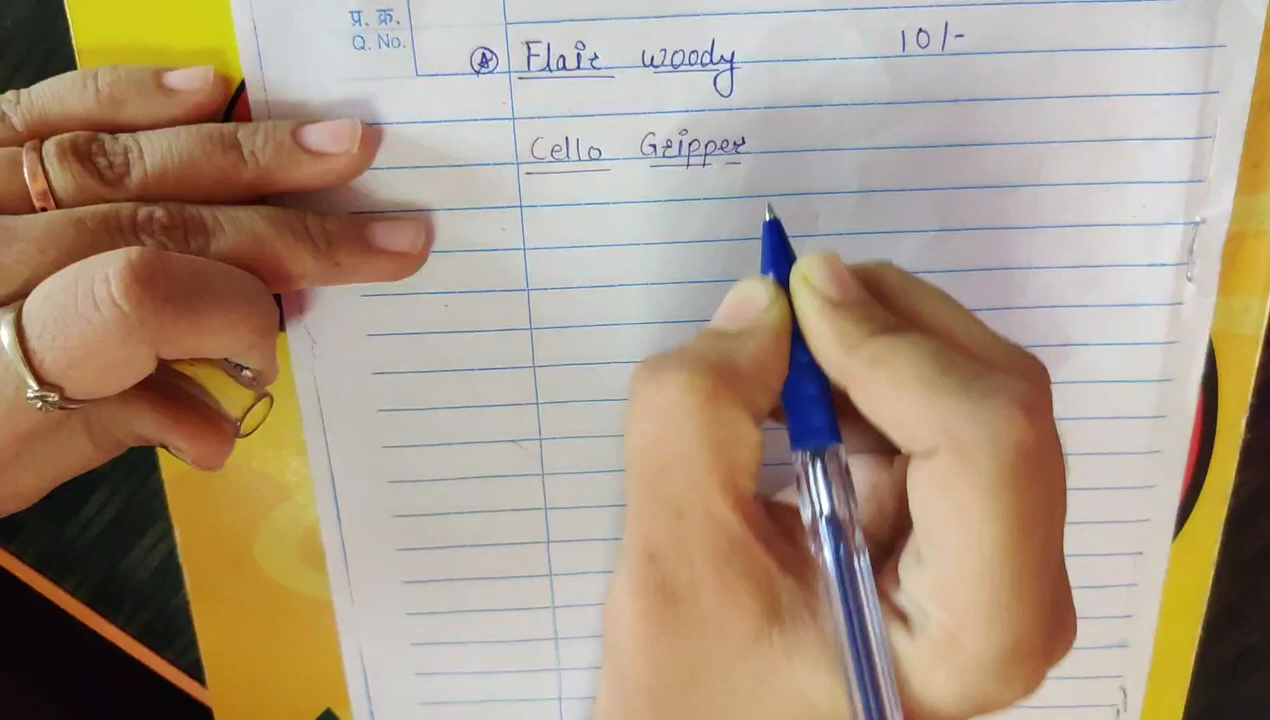 प्र. क्र.
Q. No.
A Flair woody 10/-
Cello Gripper